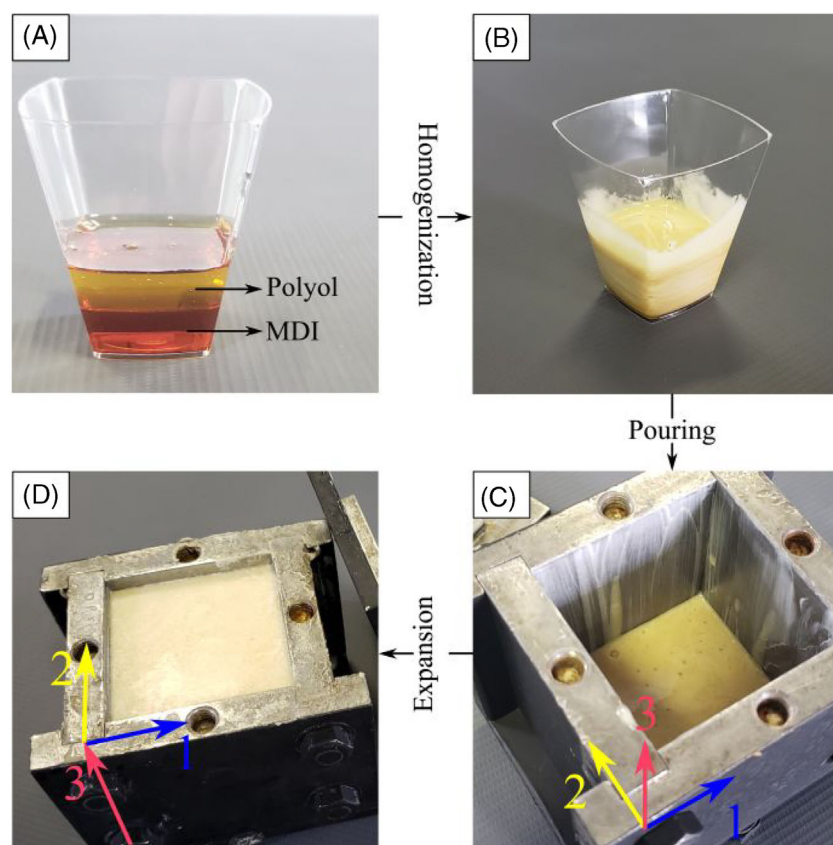 (A)
(B)
Homogenization
Polyol
MDI
Pouring
(D)
(C)
Expansion
2
1
3
3
2
1